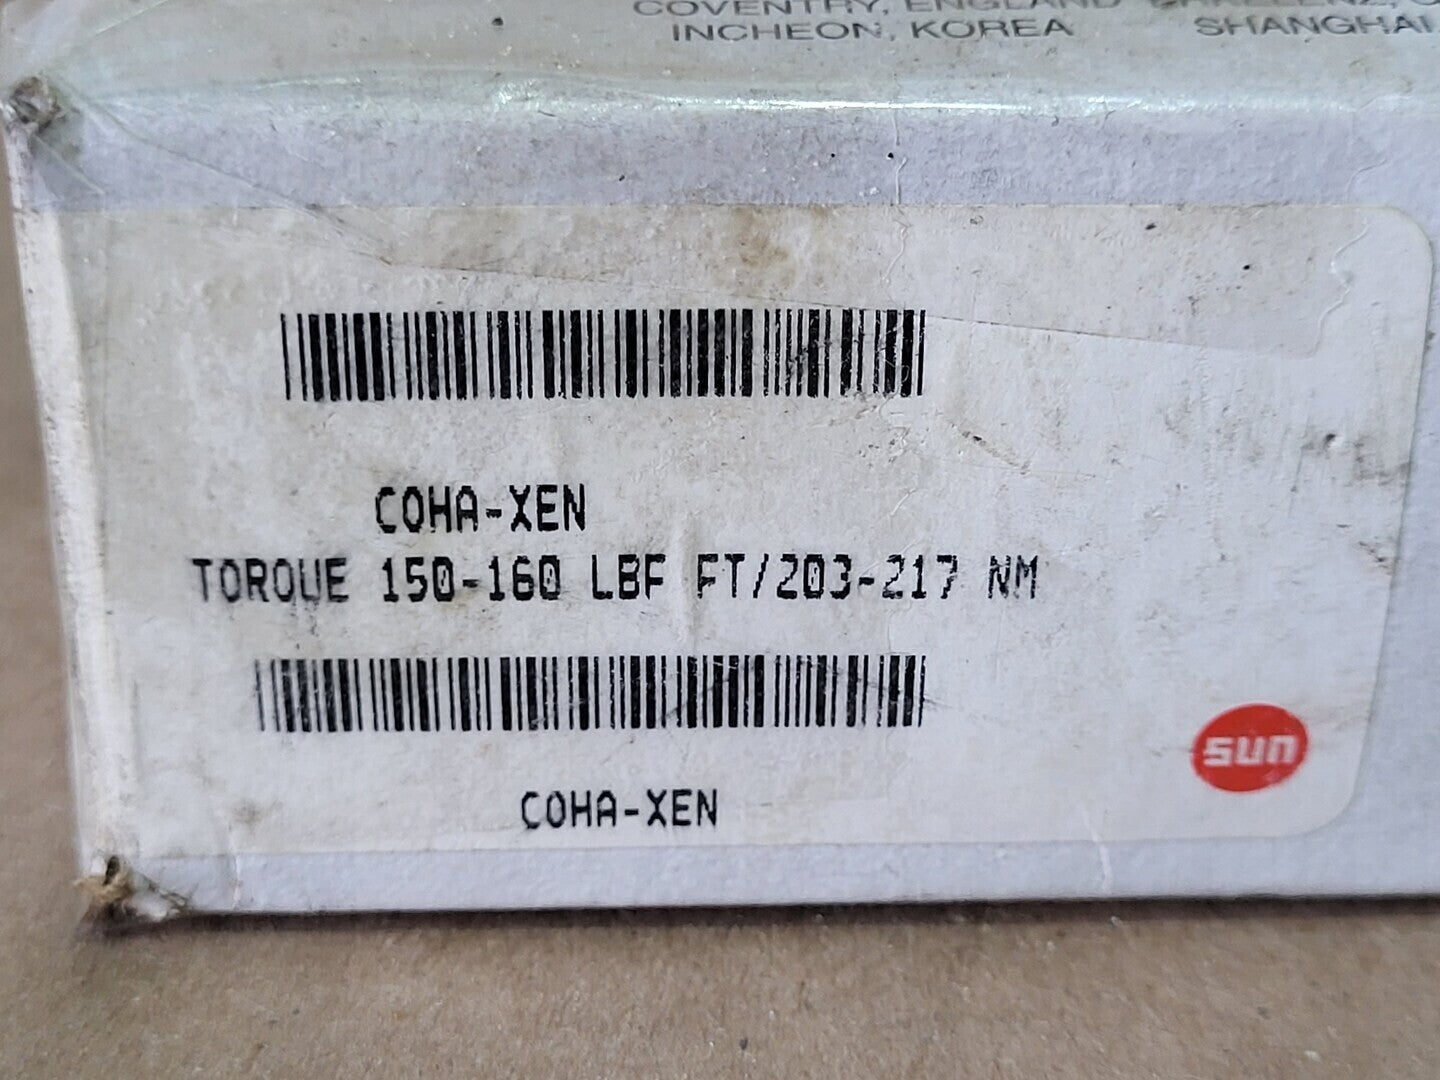 COVENTRY, ENGLAND
INCHEON, KOREA SHANGHAI
COHA-XEN
TORQUE 150-160 LBF FT/203-217 NM
sun
COHA-XEN